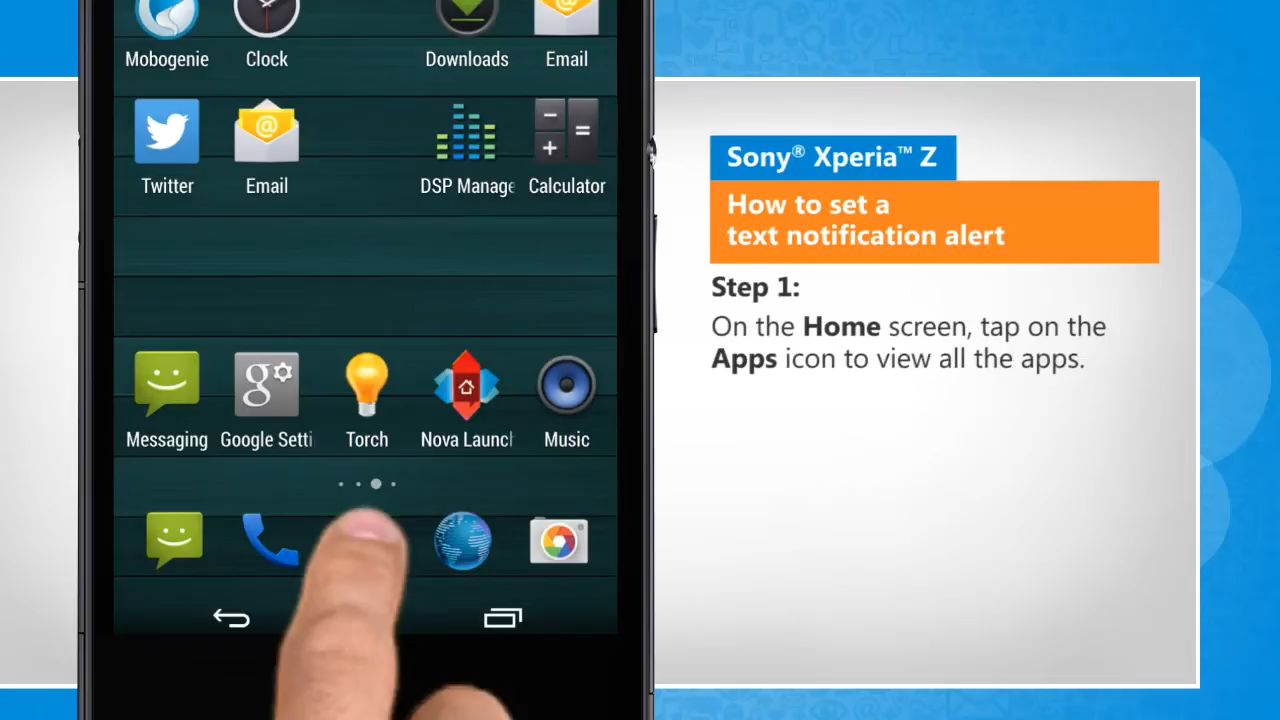 Mobogenie Clock Downloads Email
Twitter Email DSP Manage Calculator
Messaging Google Setti Torch Nova Launch Music
Sony® Xperia™ Z
How to set a
text notification alert
Step 1:
On the Home screen, tap on the
Apps icon to view all the apps.